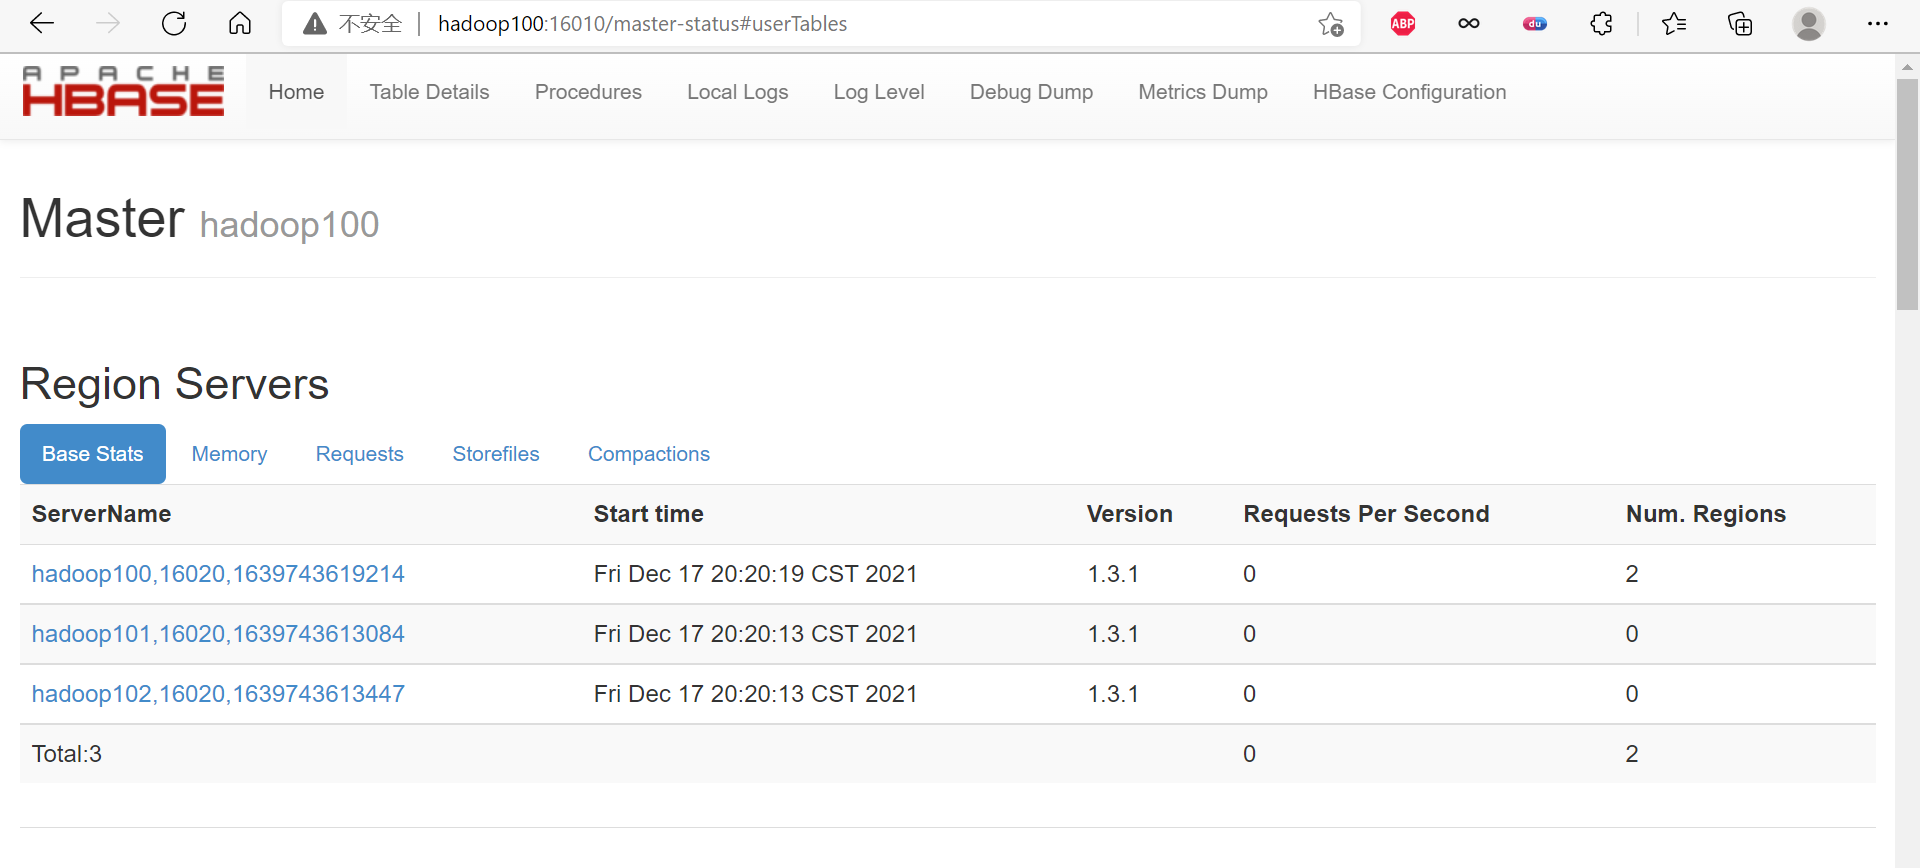 不安全 hadoop100:16010/master-status#userTables ABP du
APACHE
HBASE
Home Table Details Procedures Local Logs Log Level Debug Dump Metrics Dump HBase Configuration
Master hadoop100
Region Servers
Base Stats Memory Requests Storefiles Compactions
ServerName Start time Version Requests Per Second Num. Regions
hadoop100,16020,1639743619214 Fri Dec 17 20:20:19 CST 2021 1.3.1 0 2
hadoop101,16020,1639743613084 Fri Dec 17 20:20:13 CST 2021 1.3.1 0 0
hadoop102,16020,1639743613447 Fri Dec 17 20:20:13 CST 2021 1.3.1 0 0
Total:3 0 2